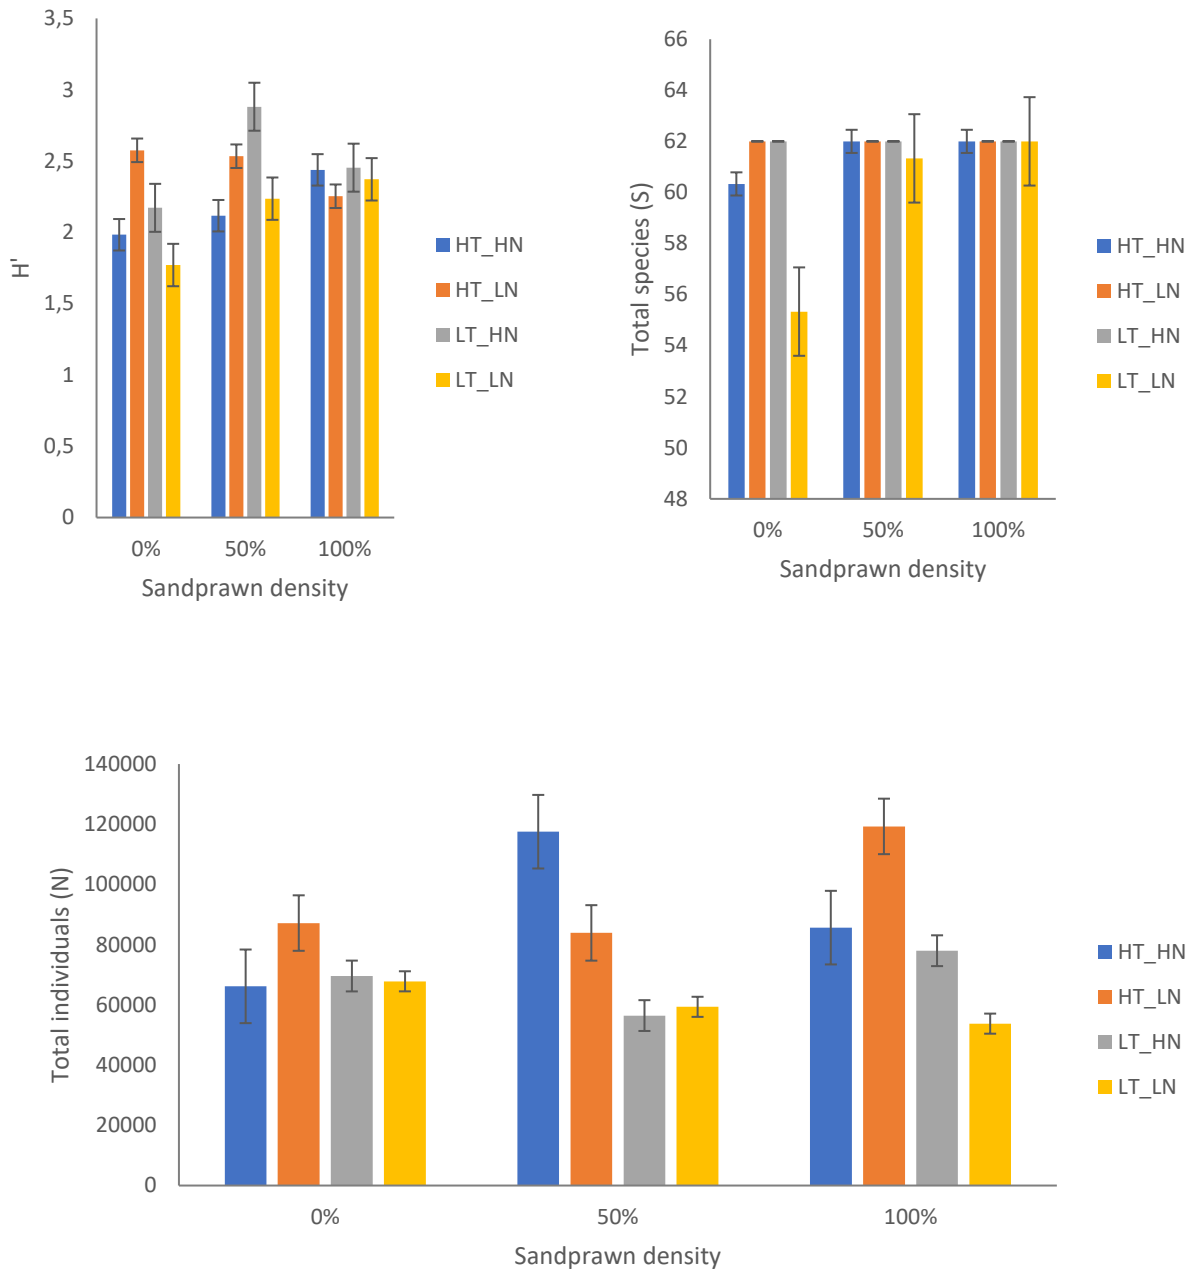 3,5
3
2,5
2
1,5
1
0,5
0
H'
0% 50% 100%
Sandprawn density
HT_HN
HT_LN
LT_HN
LT_LN
66
64
62
60
58
56
54
52
50
48
Total species (S)
0% 50% 100%
Sandprawn density
HT_HN
HT_LN
LT_HN
LT_LN
140000
120000
100000
80000
60000
40000
20000
0
Total individuals (N)
0% 50% 100%
Sandprawn density
HT_HN
HT_LN
LT_HN
LT_LN